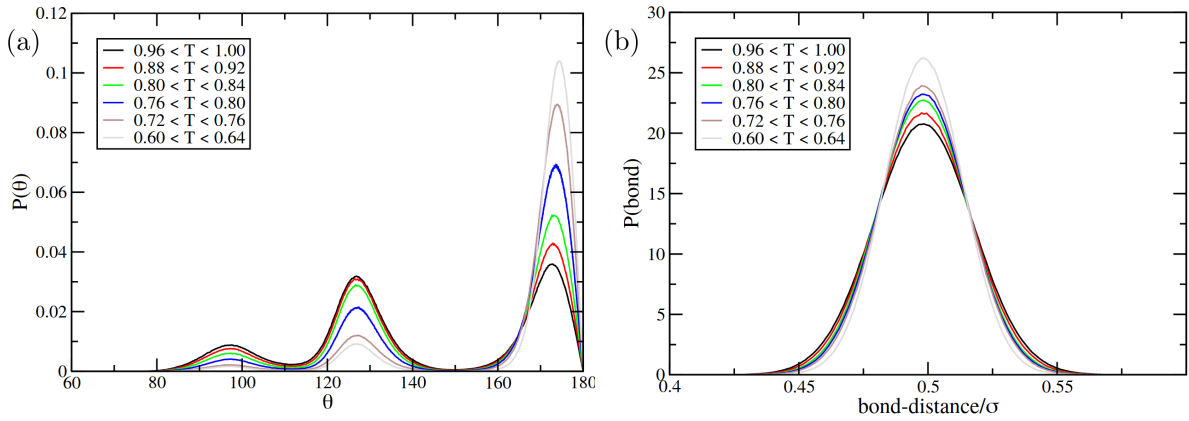 (a)
0.96 < T < 1.00
0.88 < T < 0.92
0.80 < T < 0.84
0.76 < T < 0.80
0.72 < T < 0.76
0.60 < T < 0.64
P(θ)
0.12
0.1
0.08
0.06
0.04
0.02
0
60 80 100 120 140 160 180
θ
(b)
0.96 < T < 1.00
0.88 < T < 0.92
0.80 < T < 0.84
0.76 < T < 0.80
0.72 < T < 0.76
0.60 < T < 0.64
P(bond)
30
25
20
15
10
5
0
0.4 0.45 0.5 0.55
bond-distance/σ